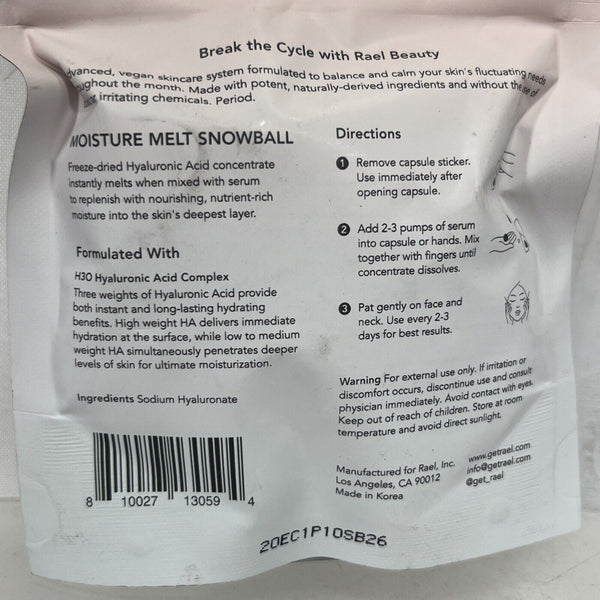 Break the Cycle with Rael Beauty
dvanced, vegan skincare system formulated to balance and calm your skin's fluctuating needs
ughout the month. Made with potent, naturally-derived ingredients and without the use of
irritating chemicals. Period.
MOISTURE MELT SNOWBALL
Freeze-dried Hyaluronic Acid concentrate
instantly melts when mixed with serum
to replenish with nourishing, nutrient-rich
moisture into the skin's deepest layer.
Formulated With
H3O Hyaluronic Acid Complex
Three weights of Hyaluronic Acid provide
both instant and long-lasting hydrating
benefits. High weight HA delivers immediate
hydration at the surface, while low to medium
weight HA simultaneously penetrates deeper
levels of skin for ultimate moisturization.
Ingredients Sodium Hyaluronate
8 10027 13059 4
Directions
1 Remove capsule sticker.
Use immediately after
opening capsule.
2 Add 2-3 pumps of serum
into capsule or hands. Mix
together with fingers until
concentrate dissolves.
3 Pat gently on face and
neck. Use every 2-3
days for best results.
Warning For external use only. If irritation or
discomfort occurs, discontinue use and consult
physician immediately. Avoid contact with eyes.
Keep out of reach of children. Store at room
temperature and avoid direct sunlight.
Manufactured for Rael, Inc.
Los Angeles, CA 90012
Made in Korea
www.getrael.com
info@getrael.com
@get_rael
20EC1P10SB26